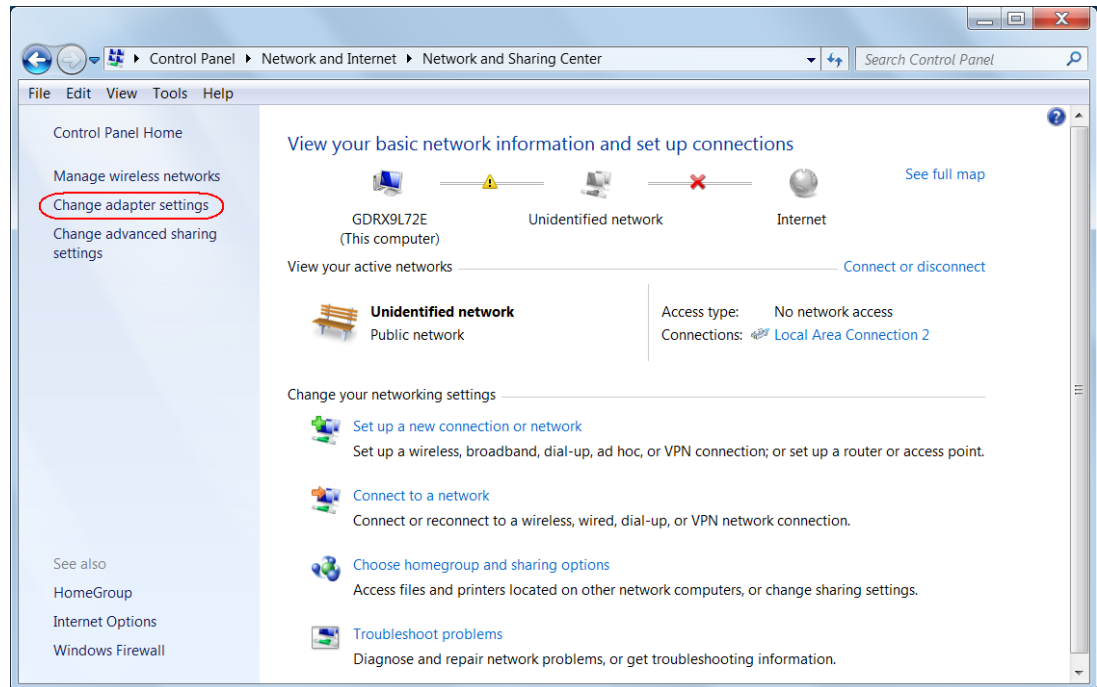 Control Panel ▸ Network and Internet ▸ Network and Sharing Center
Search Control Panel
File Edit View Tools Help
Control Panel Home
Manage wireless networks
Change adapter settings
Change advanced sharing
settings
See also
HomeGroup
Internet Options
Windows Firewall
View your basic network information and set up connections
See full map
GDRX9L72E
(This computer)
Unidentified network
Internet
View your active networks
Connect or disconnect
Unidentified network
Public network
Access type: No network access
Connections: Local Area Connection 2
Change your networking settings
Set up a new connection or network
Set up a wireless, broadband, dial-up, ad hoc, or VPN connection; or set up a router or access point.
Connect to a network
Connect or reconnect to a wireless, wired, dial-up, or VPN network connection.
Choose homegroup and sharing options
Access files and printers located on other network computers, or change sharing settings.
Troubleshoot problems
Diagnose and repair network problems, or get troubleshooting information.